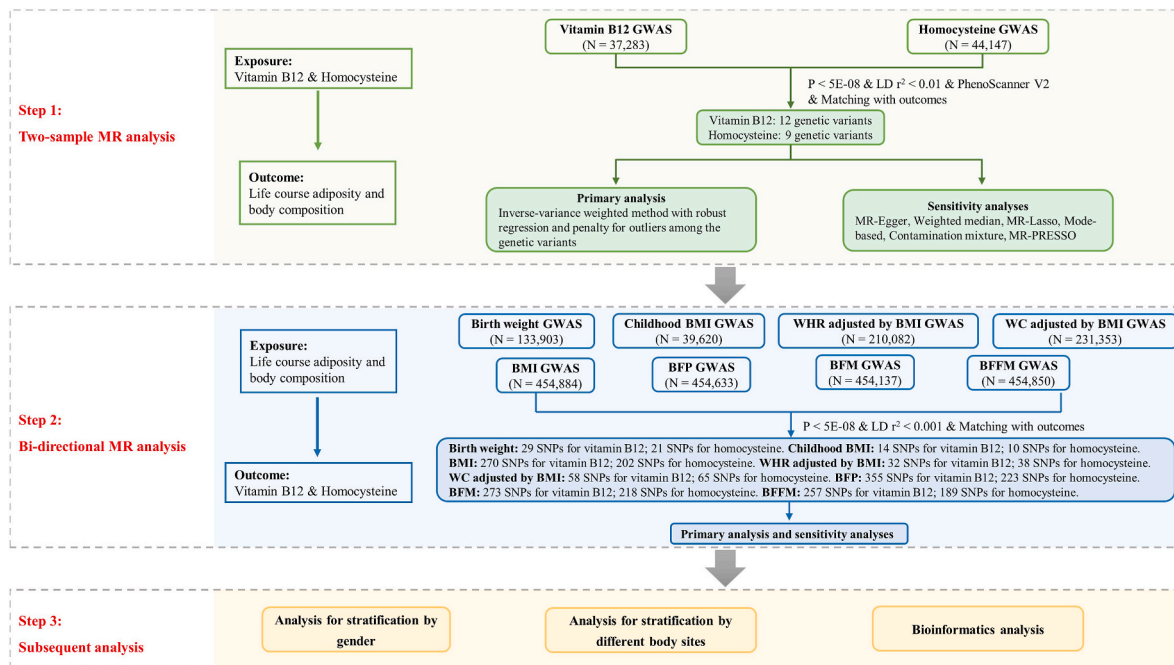 Step 1:
Two-sample MR analysis
Exposure:
Vitamin B12 & Homocysteine
Outcome:
Life course adiposity and
body composition
Vitamin B12 GWAS
(N = 37,283)
Homocysteine GWAS
(N = 44,147)
P < 5E-08 & LD r² < 0.01 & PhenoScanner V2
& Matching with outcomes
Vitamin B12: 12 genetic variants
Homocysteine: 9 genetic variants
Primary analysis
Inverse-variance weighted method with robust
regression and penalty for outliers among the
genetic variants
Sensitivity analyses
MR-Egger, Weighted median, MR-Lasso, Mode-
based, Contamination mixture, MR-PRESSO
Step 2:
Bi-directional MR analysis
Exposure:
Life course adiposity and
body composition
Outcome:
Vitamin B12 & Homocysteine
Birth weight GWAS
(N = 133,903)
Childhood BMI GWAS
(N = 39,620)
WHR adjusted by BMI GWAS
(N = 210,082)
WC adjusted by BMI GWAS
(N = 231,353)
BMI GWAS
(N = 454,884)
BFP GWAS
(N = 454,633)
BFM GWAS
(N = 454,137)
BFFM GWAS
(N = 454,850)
P < 5E-08 & LD r² < 0.001 & Matching with outcomes
Birth weight: 29 SNPs for vitamin B12; 21 SNPs for homocysteine. Childhood BMI: 14 SNPs for vitamin B12; 10 SNPs for homocysteine.
BMI: 270 SNPs for vitamin B12; 202 SNPs for homocysteine. WHR adjusted by BMI: 32 SNPs for vitamin B12; 38 SNPs for homocysteine.
WC adjusted by BMI: 58 SNPs for vitamin B12; 65 SNPs for homocysteine. BFP: 355 SNPs for vitamin B12; 223 SNPs for homocysteine.
BFM: 273 SNPs for vitamin B12; 218 SNPs for homocysteine. BFFM: 257 SNPs for vitamin B12; 189 SNPs for homocysteine.
Primary analysis and sensitivity analyses
Step 3:
Subsequent analysis
Analysis for stratification by
gender
Analysis for stratification by
different body sites
Bioinformatics analysis